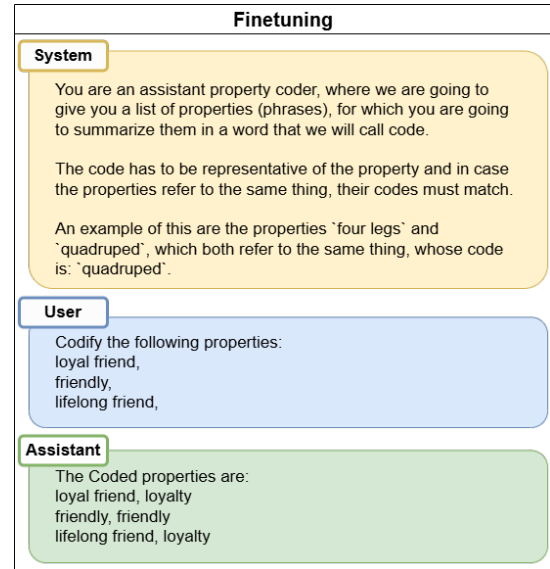 Finetuning
System
You are an assistant property coder, where we are going to
give you a list of properties (phrases), for which you are going
to summarize them in a word that we will call code.
The code has to be representative of the property and in case
the properties refer to the same thing, their codes must match.
An example of this are the properties `four legs` and
`quadruped`, which both refer to the same thing, whose code
is: `quadruped`.
User
Codify the following properties:
loyal friend,
friendly,
lifelong friend,
Assistant
The Coded properties are:
loyal friend, loyalty
friendly, friendly
lifelong friend, loyalty